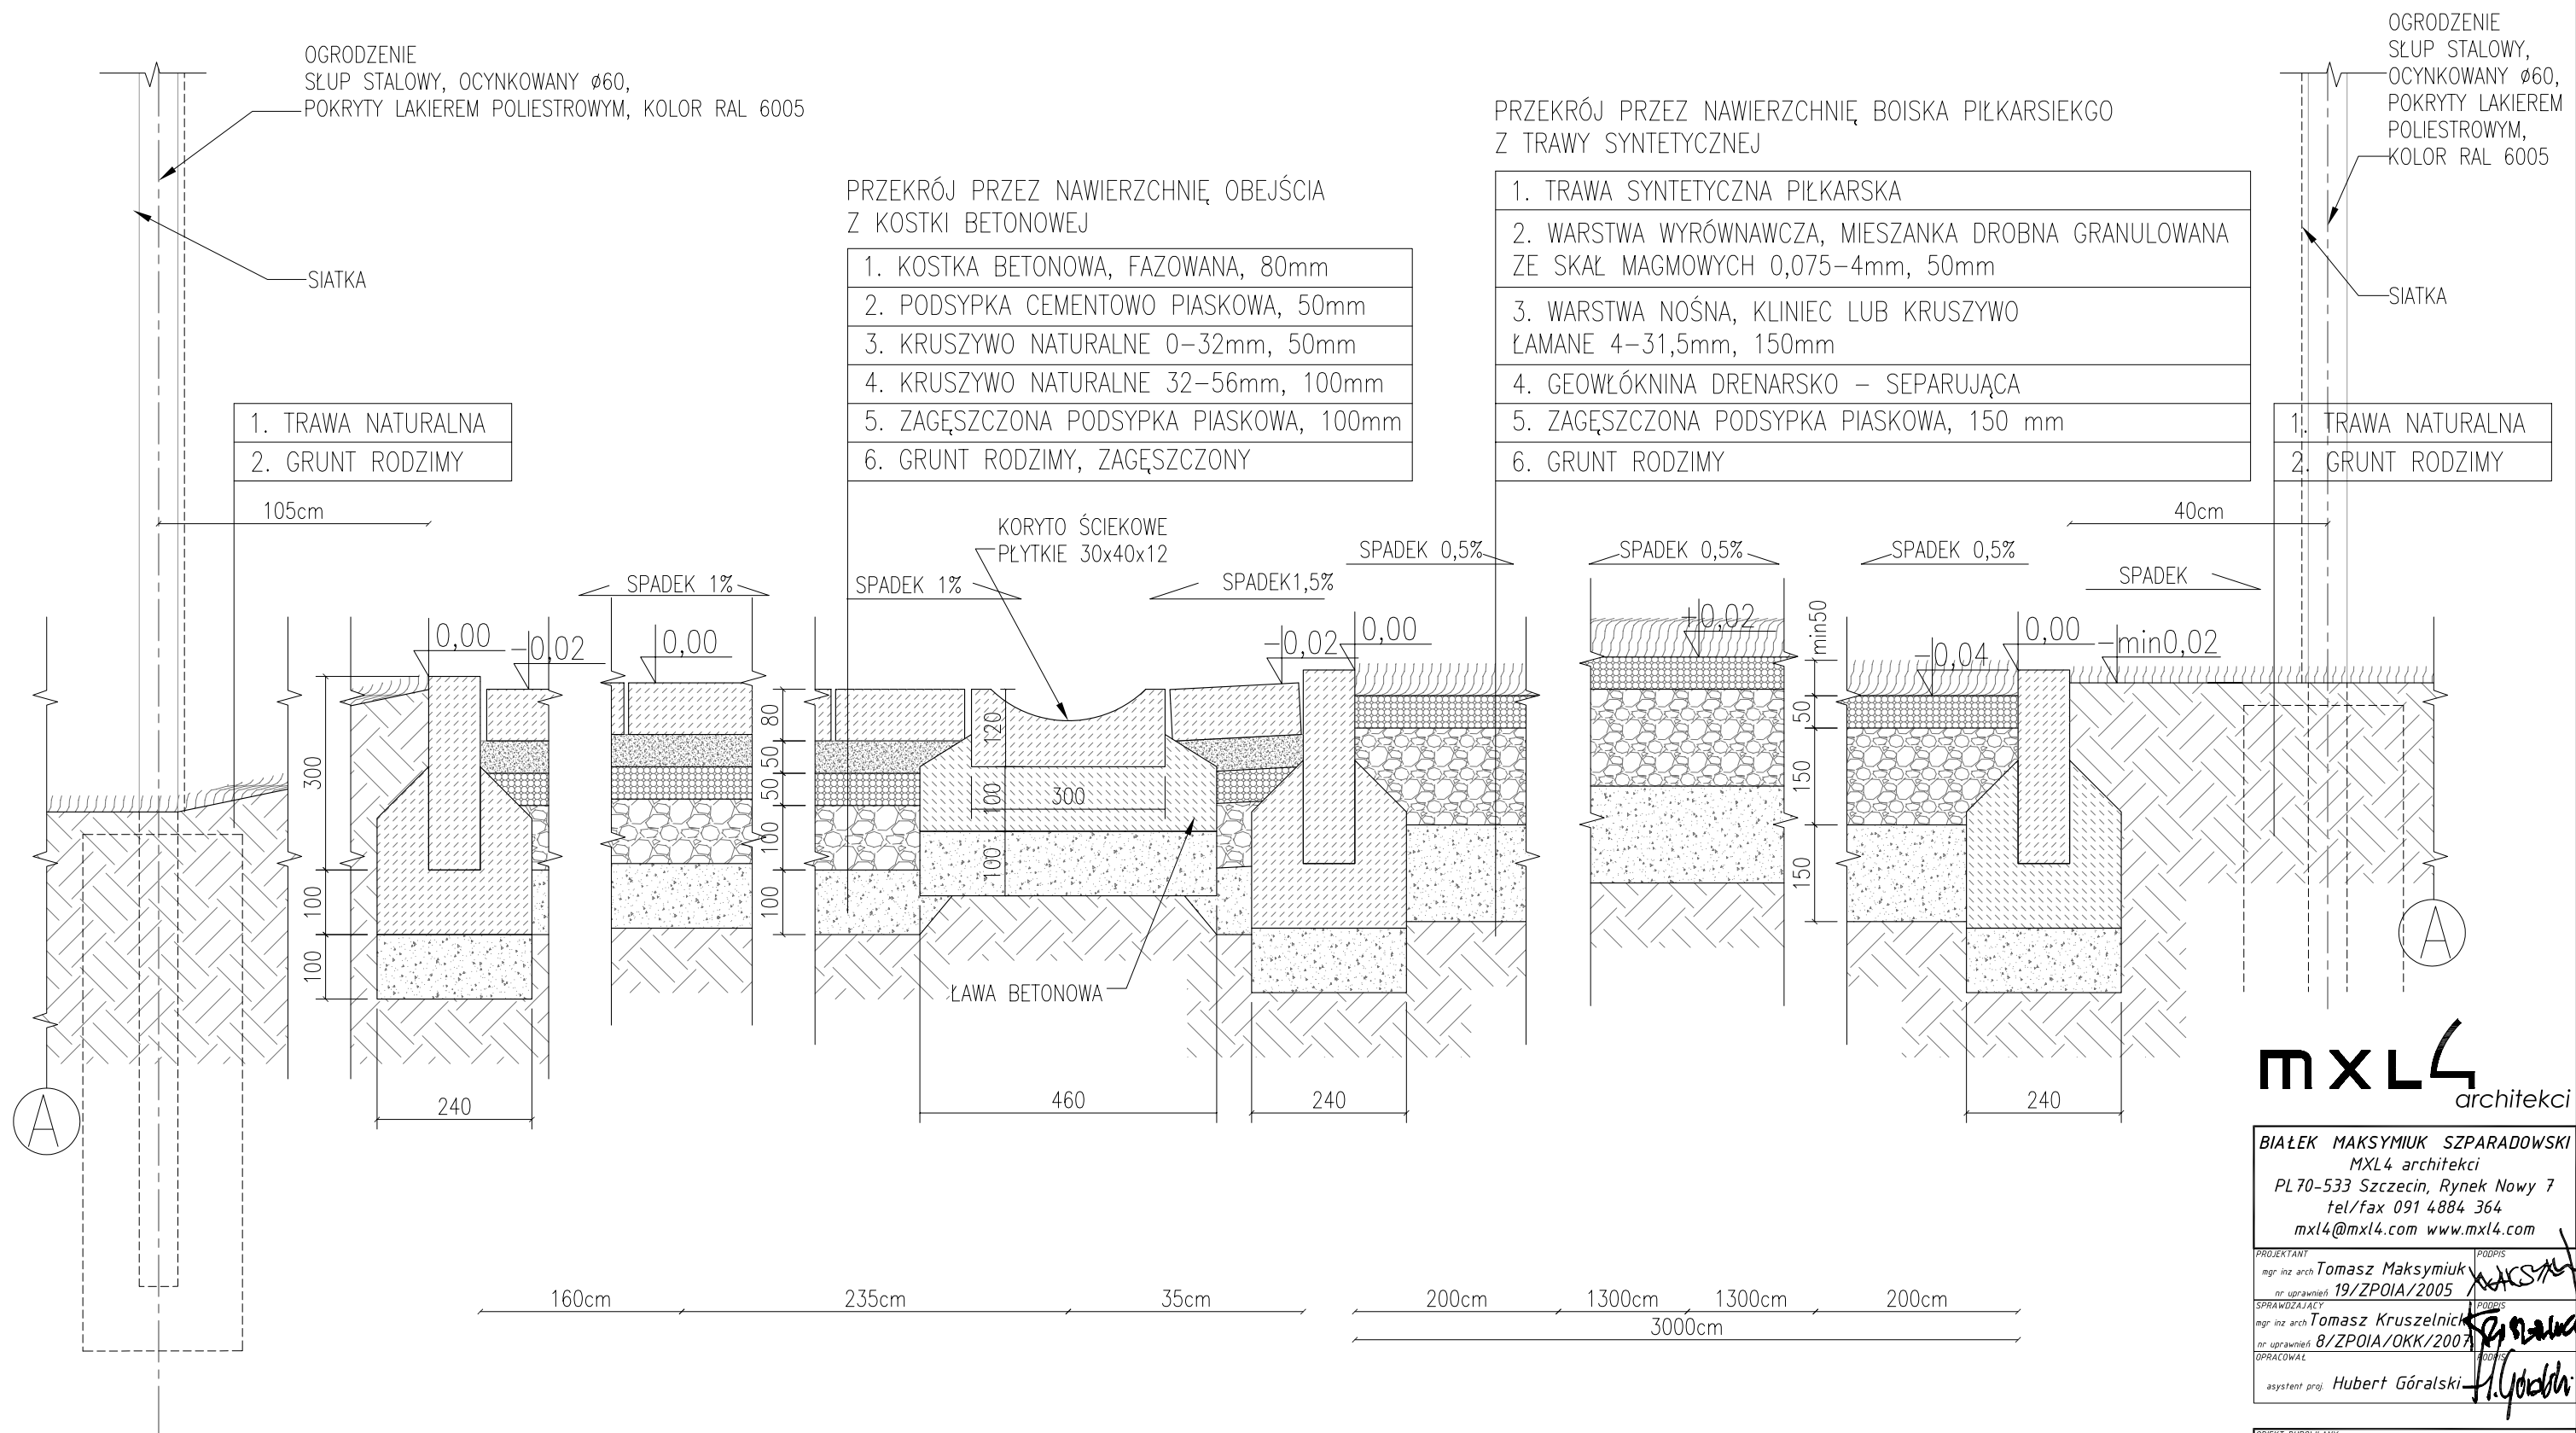 OGRODZENIE
SŁUP STALOWY, OCYNKOWANY ø60,
POKRYTY LAKIEREM POLIESTROWYM, KOLOR RAL 6005
SIATKA
1. TRAWA NATURALNA
2. GRUNT RODZIMY
105cm
PRZEKRÓJ PRZEZ NAWIERZCHNIĘ OBEJŚCIA
Z KOSTKI BETONOWEJ
1. KOSTKA BETONOWA, FAZOWANA, 80mm
2. PODSYPKA CEMENTOWO PIASKOWA, 50mm
3. KRUSZYWO NATURALNE 0-32mm, 50mm
4. KRUSZYWO NATURALNE 32-56mm, 100mm
5. ZAGĘSZCZONA PODSYPKA PIASKOWA, 100mm
6. GRUNT RODZIMY, ZAGĘSZCZONY
PRZEKRÓJ PRZEZ NAWIERZCHNIĘ BOISKA PIŁKARSIEKGO
Z TRAWY SYNTETYCZNEJ
1. TRAWA SYNTETYCZNA PIŁKARSKA
2. WARSTWA WYRÓWNAWCZA, MIESZANKA DROBNA GRANULOWANA
ZE SKAŁ MAGMOWYCH 0,075-4mm, 50mm
3. WARSTWA NOŚNA, KLINIEC LUB KRUSZYWO
ŁAMANE 4-31,5mm, 150mm
4. GEOWŁÓKNINA DRENARSKO - SEPARUJĄCA
5. ZAGĘSZCZONA PODSYPKA PIASKOWA, 150 mm
6. GRUNT RODZIMY
OGRODZENIE
SŁUP STALOWY,
OCYNKOWANY ø60,
POKRYTY LAKIEREM
POLIESTROWYM,
KOLOR RAL 6005
SIATKA
1. TRAWA NATURALNA
2. GRUNT RODZIMY
40cm
KORYTO ŚCIEKOWE
PŁYTKIE 30x40x12
SPADEK 1%
SPADEK 1%
SPADEK1,5%
SPADEK 0,5%
SPADEK 0,5%
SPADEK 0,5%
SPADEK
0,00
-0,02
0,00
-0,02
0,00
+0,02
-0,04
0,00
-min0,02
300
100
100
80
50
50
100
100
120
100
100
300
min50
50
150
150
ŁAWA BETONOWA
240
460
240
240
A
A
160cm
235cm
35cm
200cm
1300cm
1300cm
200cm
3000cm
mxl4
architekci
BIAŁEK MAKSYMIUK SZPARADOWSKI
MXL4 architekci
PL70-533 Szczecin, Rynek Nowy 7
tel/fax 091 4884 364
mxl4@mxl4.com www.mxl4.com
PROJEKTANT PODPIS
mgr inż arch Tomasz Maksymiuk
nr uprawnień 19/ZPOIA/2005
SPRAWDZAJĄCY PODPIS
mgr inż arch Tomasz Kruszelnick
nr uprawnień 8/ZPOIA/OKK/2007
OPRACOWAŁ PODPIS
asystent proj. Hubert Góralski